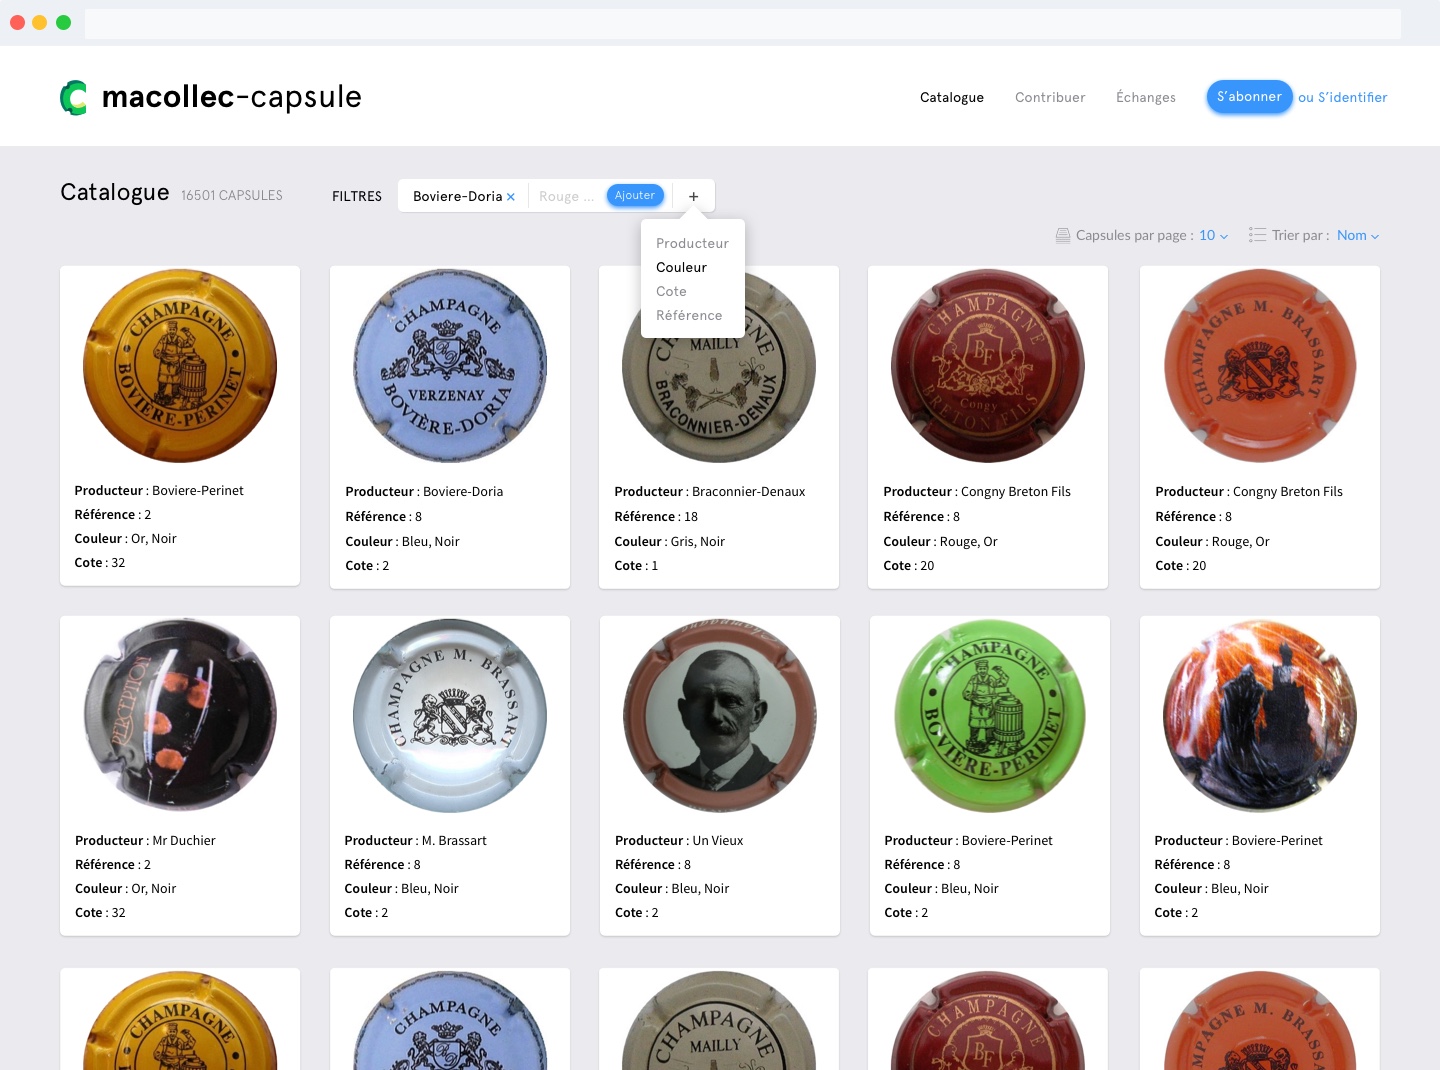 macollec-capsule
Catalogue
Contribuer
Échanges
S'abonner
ou S'identifier
Catalogue
16501 CAPSULES
FILTRES
Boviere-Doria ×
Rouge ...
Ajouter
+
Producteur
Couleur
Cote
Référence
Capsules par page : 10
Trier par : Nom
CHAMPAGNE
BOVIÈRE-PÉRINET
CHAMPAGNE
VERZENAY
BOVIÈRE-DORIA
MAILLY
BRACONNIER-DENAUX
CHAMPAGNE
BF
Congy
BRETON FILS
CHAMPAGNE M. BRASSART
Producteur : Boviere-Perinet
Référence : 2
Couleur : Or, Noir
Cote : 32
Producteur : Boviere-Doria
Référence : 8
Couleur : Bleu, Noir
Cote : 2
Producteur : Braconnier-Denaux
Référence : 18
Couleur : Gris, Noir
Cote : 1
Producteur : Congny Breton Fils
Référence : 8
Couleur : Rouge, Or
Cote : 20
Producteur : Congny Breton Fils
Référence : 8
Couleur : Rouge, Or
Cote : 20
CHAMPAGNE M. BRASSART
CHAMPAGNE
BOVIÈRE-PÉRINET
Producteur : Mr Duchier
Référence : 2
Couleur : Or, Noir
Cote : 32
Producteur : M. Brassart
Référence : 8
Couleur : Bleu, Noir
Cote : 2
Producteur : Un Vieux
Référence : 8
Couleur : Bleu, Noir
Cote : 2
Producteur : Boviere-Perinet
Référence : 8
Couleur : Bleu, Noir
Cote : 2
Producteur : Boviere-Perinet
Référence : 8
Couleur : Bleu, Noir
Cote : 2
CHAMPAGNE
CHAMPAGNE
CHAMPAGNE
MAILLY
CHAMPAGNE
BF
CHAMPAGNE M. BRASSA